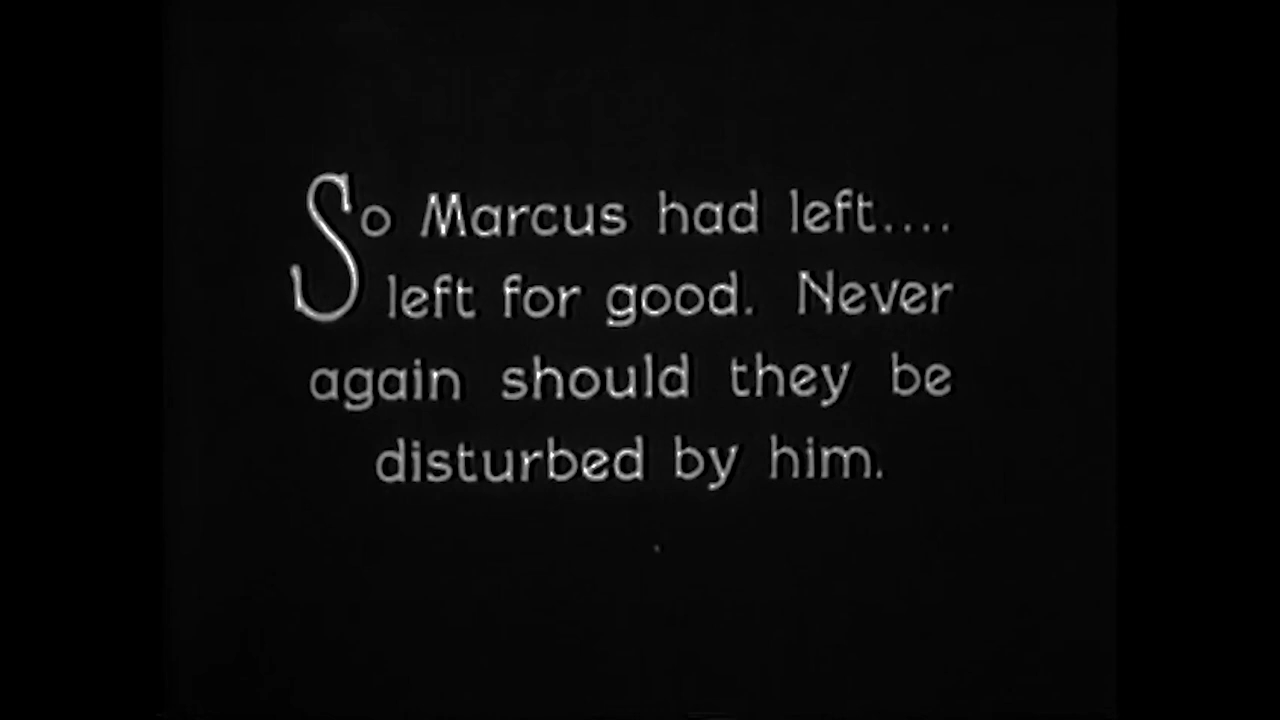 So Marcus had left....
left for good. Never
again should they be
disturbed by him.